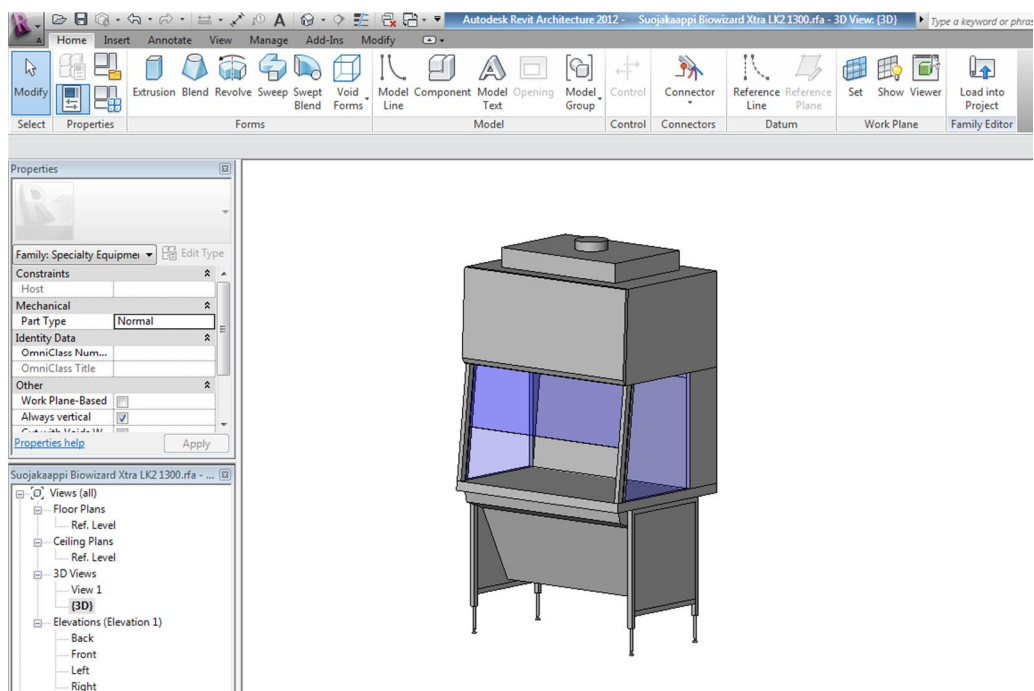 Autodesk Revit Architecture 2012 - Suojakaappi Biowizard Xtra LK2 1300.rfa - 3D View: {3D}
Type a keyword or phras
Home Insert Annotate View Manage Add-Ins Modify
Modify Extrusion Blend Revolve Sweep Swept Blend Void Forms Model Line Component Model Text Opening Model Group Control Connector Reference Line Reference Plane Set Show Viewer Load into Project
Select Properties Forms Model Control Connectors Datum Work Plane Family Editor
Properties
Family: Specialty Equipme Edit Type
Constraints
Host
Mechanical
Part Type Normal
Identity Data
OmniClass Num...
OmniClass Title
Other
Work Plane-Based
Always vertical
Properties help Apply
Suojakaappi Biowizard Xtra LK2 1300.rfa - ...
Views (all)
Floor Plans
Ref. Level
Ceiling Plans
Ref. Level
3D Views
View 1
{3D}
Elevations (Elevation 1)
Back
Front
Left
Right